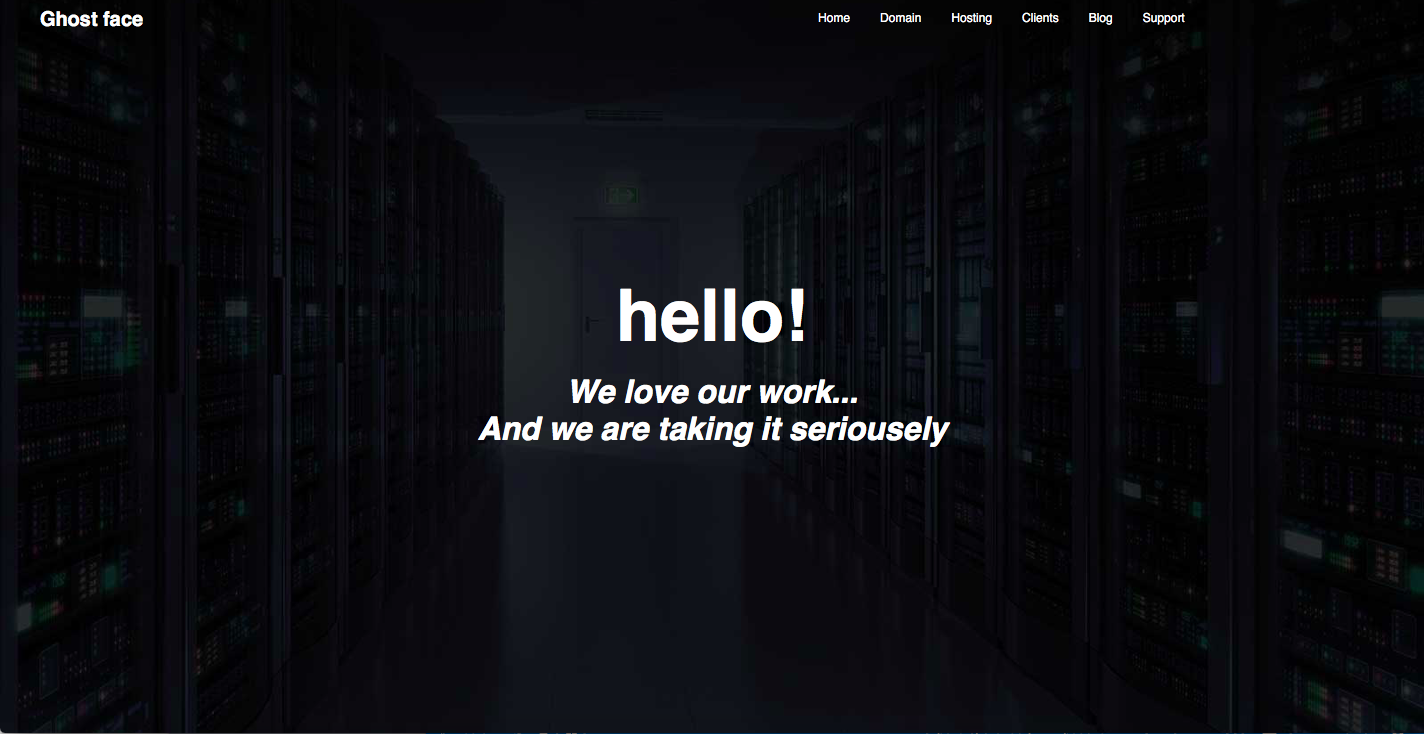 Ghost face
Home Domain Hosting Clients Blog Support
hello!
We love our work...
And we are taking it seriousely